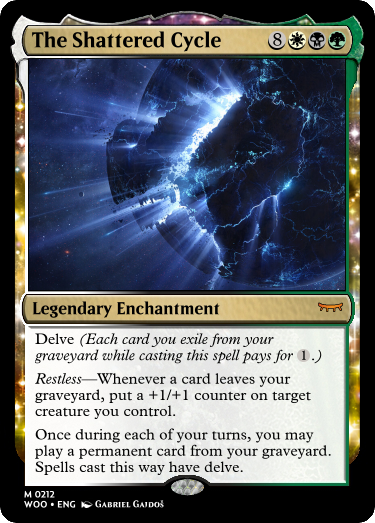 The Shattered Cycle 8
Legendary Enchantment
Delve (Each card you exile from your
graveyard while casting this spell pays for 1.)
Restless—Whenever a card leaves your
graveyard, put a +1/+1 counter on target
creature you control.
Once during each of your turns, you may
play a permanent card from your graveyard.
Spells cast this way have delve.
M 0212
WOO • ENG Gabriel Gajdoš